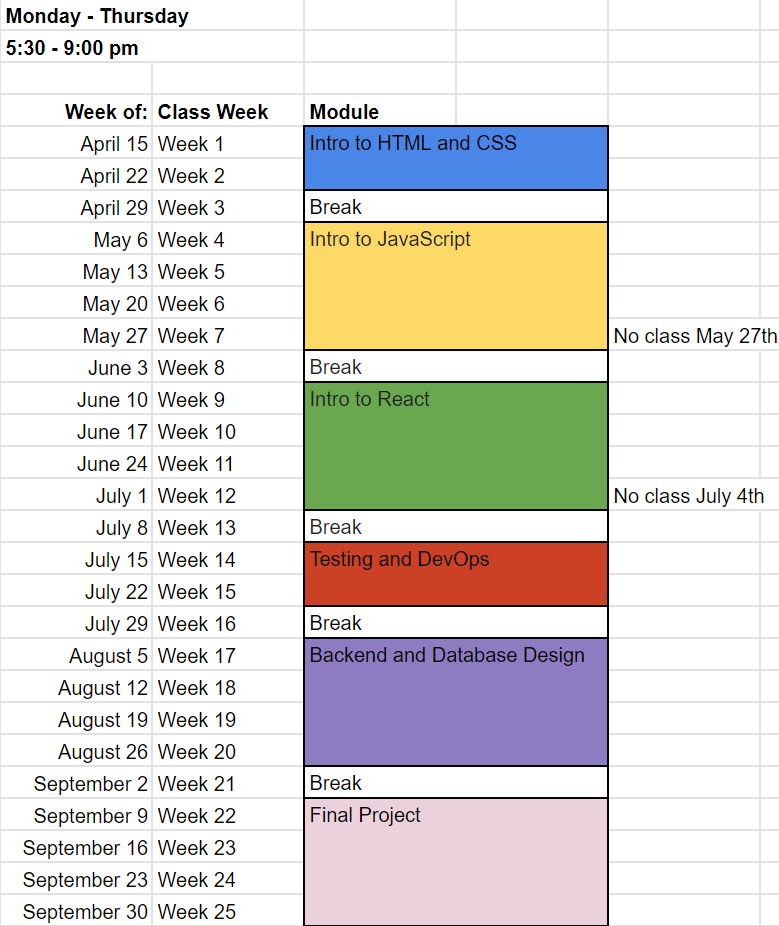 Monday - Thursday
5:30 - 9:00 pm
Week of: Class Week Module
April 15 Week 1 Intro to HTML and CSS
April 22 Week 2
April 29 Week 3 Break
May 6 Week 4 Intro to JavaScript
May 13 Week 5
May 20 Week 6
May 27 Week 7 No class May 27th
June 3 Week 8 Break
June 10 Week 9 Intro to React
June 17 Week 10
June 24 Week 11
July 1 Week 12 No class July 4th
July 8 Week 13 Break
July 15 Week 14 Testing and DevOps
July 22 Week 15
July 29 Week 16 Break
August 5 Week 17 Backend and Database Design
August 12 Week 18
August 19 Week 19
August 26 Week 20
September 2 Week 21 Break
September 9 Week 22 Final Project
September 16 Week 23
September 23 Week 24
September 30 Week 25